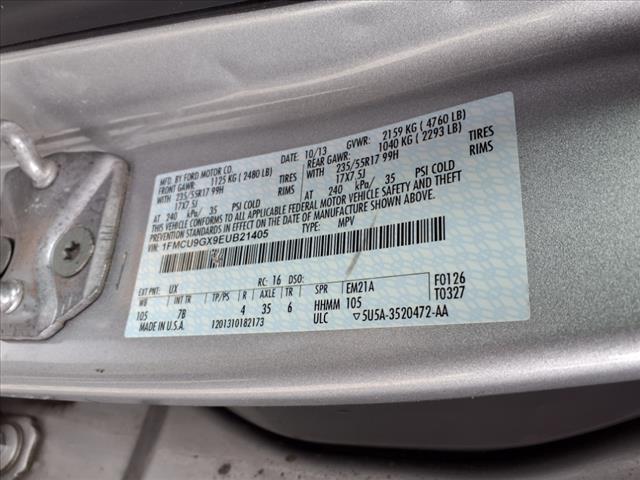 MFD. BY FORD MOTOR CO. 10/13 GVWR: 2159 KG ( 4760 LB)
FRONT GAWR: 1125 KG ( 2480 LB) REAR GAWR: 1040 KG ( 2293 LB)
WITH 235/55R17 99H TIRES WITH 235/55R17 99H TIRES
17X7.5J RIMS 17X7.5J RIMS
AT 240 kPa/ 35 PSI COLD AT 240 kPa/ 35 PSI COLD
THIS VEHICLE CONFORMS TO ALL APPLICABLE FEDERAL MOTOR VEHICLE SAFETY AND THEFT
PREVENTION STANDARDS IN EFFECT ON THE DATE OF MANUFACTURE SHOWN ABOVE.
VIN: 1FMCU9GX9EUB21405 TYPE: MPV
EXT PNT: UX RC: 16 DSO: F0126
WB INT TR TP/PS R AXLE TR SPR EM21A T0327
105 7B 4 35 6 HHMM 105
MADE IN U.S.A. 1201310182173 ULC ▽5U5A-3520472-AA